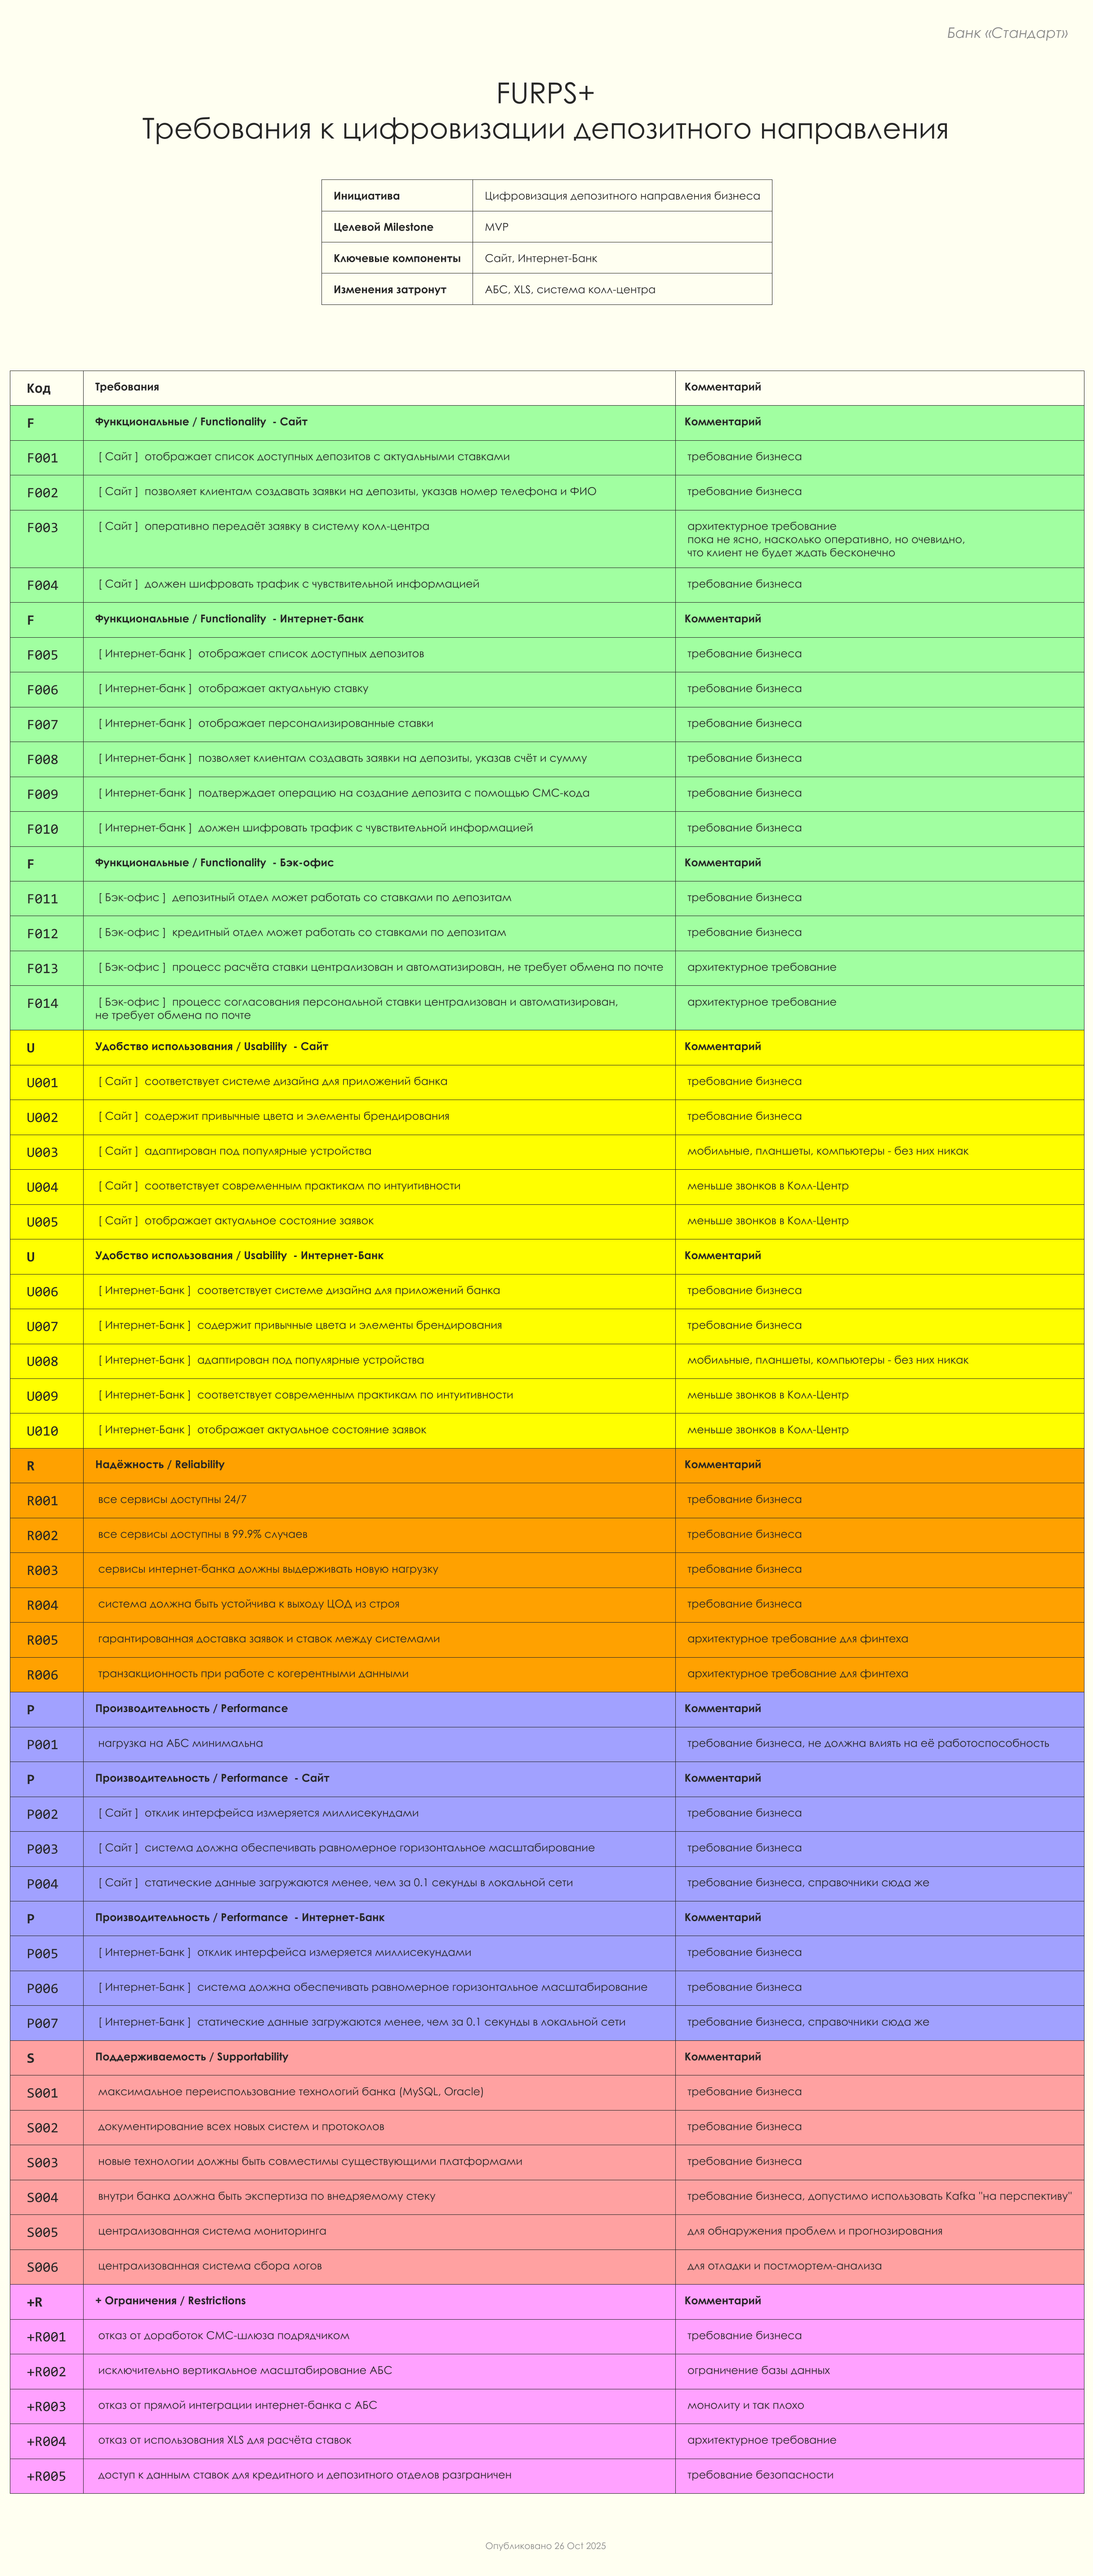 Банк «Стандарт»
FURPS+
Требования к цифровизации депозитного направления
Инициатива Цифровизация депозитного направления бизнеса
Целевой Milestone MVP
Ключевые компоненты Сайт, Интернет-Банк
Изменения затронут АБС, XLS, система колл-центра
Код Требования Комментарий
F Функциональные / Functionality - Сайт Комментарий
F001 [ Сайт ] отображает список доступных депозитов с актуальными ставками требование бизнеса
F002 [ Сайт ] позволяет клиентам создавать заявки на депозиты, указав номер телефона и ФИО требование бизнеса
F003 [ Сайт ] оперативно передаёт заявку в систему колл-центра архитектурное требование
пока не ясно, насколько оперативно, но очевидно,
что клиент не будет ждать бесконечно
F004 [ Сайт ] должен шифровать трафик с чувствительной информацией требование бизнеса
F Функциональные / Functionality - Интернет-банк Комментарий
F005 [ Интернет-банк ] отображает список доступных депозитов требование бизнеса
F006 [ Интернет-банк ] отображает актуальную ставку требование бизнеса
F007 [ Интернет-банк ] отображает персонализированные ставки требование бизнеса
F008 [ Интернет-банк ] позволяет клиентам создавать заявки на депозиты, указав счёт и сумму требование бизнеса
F009 [ Интернет-банк ] подтверждает операцию на создание депозита с помощью СМС-кода требование бизнеса
F010 [ Интернет-банк ] должен шифровать трафик с чувствительной информацией требование бизнеса
F Функциональные / Functionality - Бэк-офис Комментарий
F011 [ Бэк-офис ] депозитный отдел может работать со ставками по депозитам требование бизнеса
F012 [ Бэк-офис ] кредитный отдел может работать со ставками по депозитам требование бизнеса
F013 [ Бэк-офис ] процесс расчёта ставки централизован и автоматизирован, не требует обмена по почте архитектурное требование
F014 [ Бэк-офис ] процесс согласования персональной ставки централизован и автоматизирован, архитектурное требование
не требует обмена по почте
U Удобство использования / Usability - Сайт Комментарий
U001 [ Сайт ] соответствует системе дизайна для приложений банка требование бизнеса
U002 [ Сайт ] содержит привычные цвета и элементы брендирования требование бизнеса
U003 [ Сайт ] адаптирован под популярные устройства мобильные, планшеты, компьютеры - без них никак
U004 [ Сайт ] соответствует современным практикам по интуитивности меньше звонков в Колл-Центр
U005 [ Сайт ] отображает актуальное состояние заявок меньше звонков в Колл-Центр
U Удобство использования / Usability - Интернет-Банк Комментарий
U006 [ Интернет-Банк ] соответствует системе дизайна для приложений банка требование бизнеса
U007 [ Интернет-Банк ] содержит привычные цвета и элементы брендирования требование бизнеса
U008 [ Интернет-Банк ] адаптирован под популярные устройства мобильные, планшеты, компьютеры - без них никак
U009 [ Интернет-Банк ] соответствует современным практикам по интуитивности меньше звонков в Колл-Центр
U010 [ Интернет-Банк ] отображает актуальное состояние заявок меньше звонков в Колл-Центр
R Надёжность / Reliability Комментарий
R001 все сервисы доступны 24/7 требование бизнеса
R002 все сервисы доступны в 99.9% случаев требование бизнеса
R003 сервисы интернет-банка должны выдерживать новую нагрузку требование бизнеса
R004 система должна быть устойчива к выходу ЦОД из строя требование бизнеса
R005 гарантированная доставка заявок и ставок между системами архитектурное требование для финтеха
R006 транзакционность при работе с когерентными данными архитектурное требование для финтеха
P Производительность / Performance Комментарий
P001 нагрузка на АБС минимальна требование бизнеса, не должна влиять на её работоспособность
P Производительность / Performance - Сайт Комментарий
P002 [ Сайт ] отклик интерфейса измеряется миллисекундами требование бизнеса
P003 [ Сайт ] система должна обеспечивать равномерное горизонтальное масштабирование требование бизнеса
P004 [ Сайт ] статические данные загружаются менее, чем за 0.1 секунды в локальной сети требование бизнеса, справочники сюда же
P Производительность / Performance - Интернет-Банк Комментарий
P005 [ Интернет-Банк ] отклик интерфейса измеряется миллисекундами требование бизнеса
P006 [ Интернет-Банк ] система должна обеспечивать равномерное горизонтальное масштабирование требование бизнеса
P007 [ Интернет-Банк ] статические данные загружаются менее, чем за 0.1 секунды в локальной сети требование бизнеса, справочники сюда же
S Поддерживаемость / Supportability Комментарий
S001 максимальное переиспользование технологий банка (MySQL, Oracle) требование бизнеса
S002 документирование всех новых систем и протоколов требование бизнеса
S003 новые технологии должны быть совместимы существующими платформами требование бизнеса
S004 внутри банка должна быть экспертиза по внедряемому стеку требование бизнеса, допустимо использовать Kafka "на перспективу"
S005 централизованная система мониторинга для обнаружения проблем и прогнозирования
S006 централизованная система сбора логов для отладки и постмортем-анализа
+R + Ограничения / Restrictions Комментарий
+R001 отказ от доработок СМС-шлюза подрядчиком требование бизнеса
+R002 исключительно вертикальное масштабирование АБС ограничение базы данных
+R003 отказ от прямой интеграции интернет-банка с АБС монолиту и так плохо
+R004 отказ от использования XLS для расчёта ставок архитектурное требование
+R005 доступ к данным ставок для кредитного и депозитного отделов разграничен требование безопасности
Опубликовано 26 Oct 2025